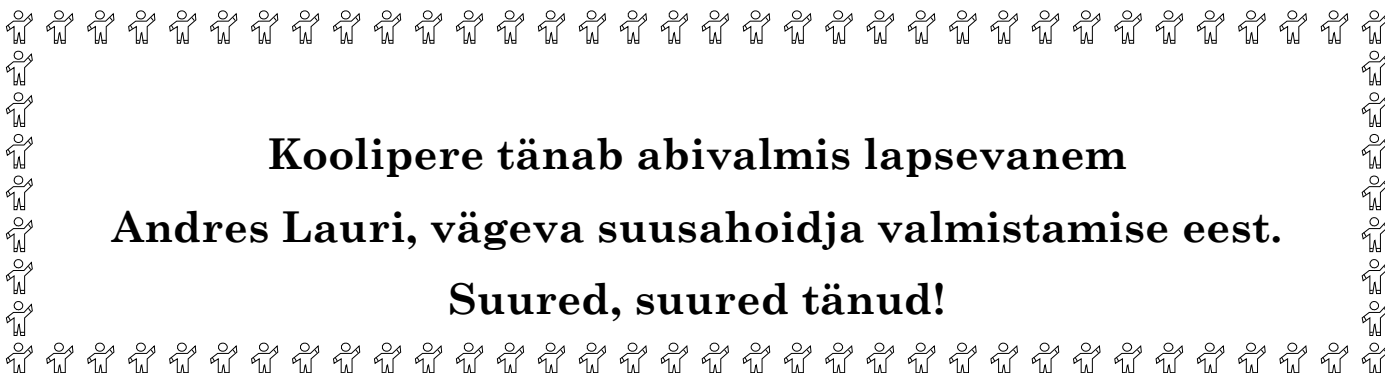 Koolipere tänab abivalmis lapsevanem
Andres Lauri, vägeva suusahoidja valmistamise eest.
Suured, suured tänud!